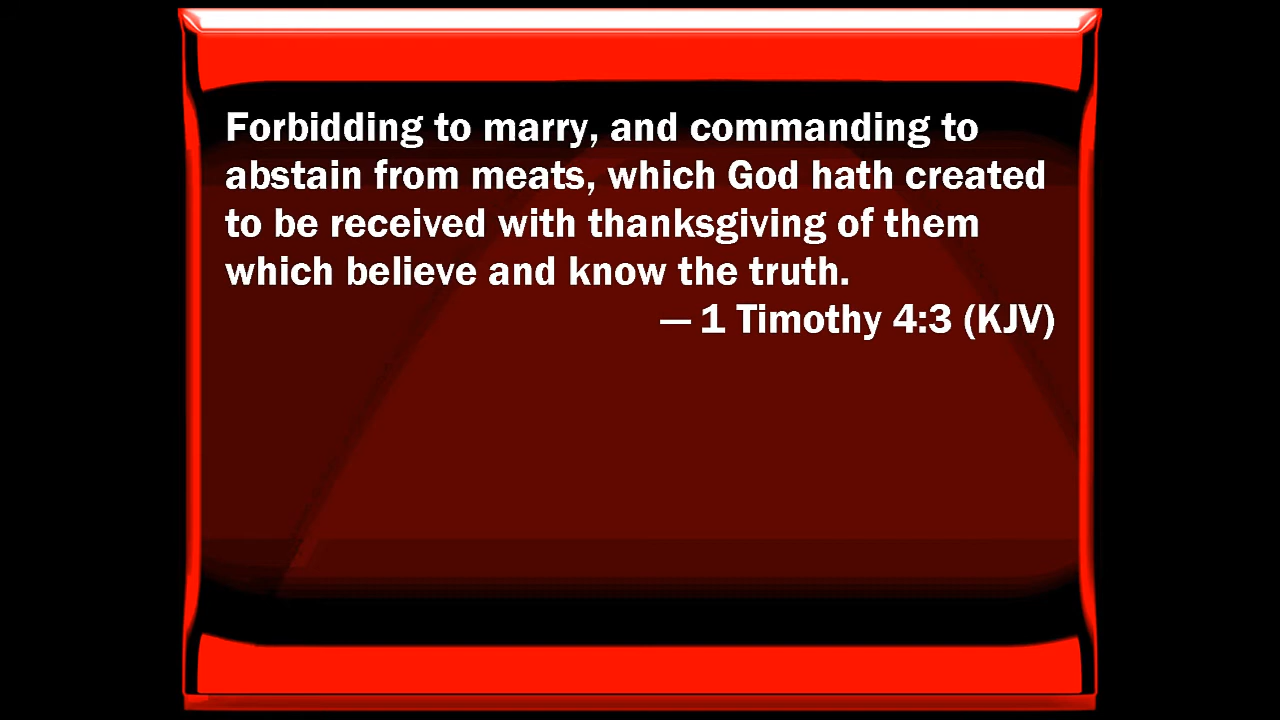 Forbidding to marry, and commanding to
abstain from meats, which God hath created
to be received with thanksgiving of them
which believe and know the truth.
— 1 Timothy 4:3 (KJV)